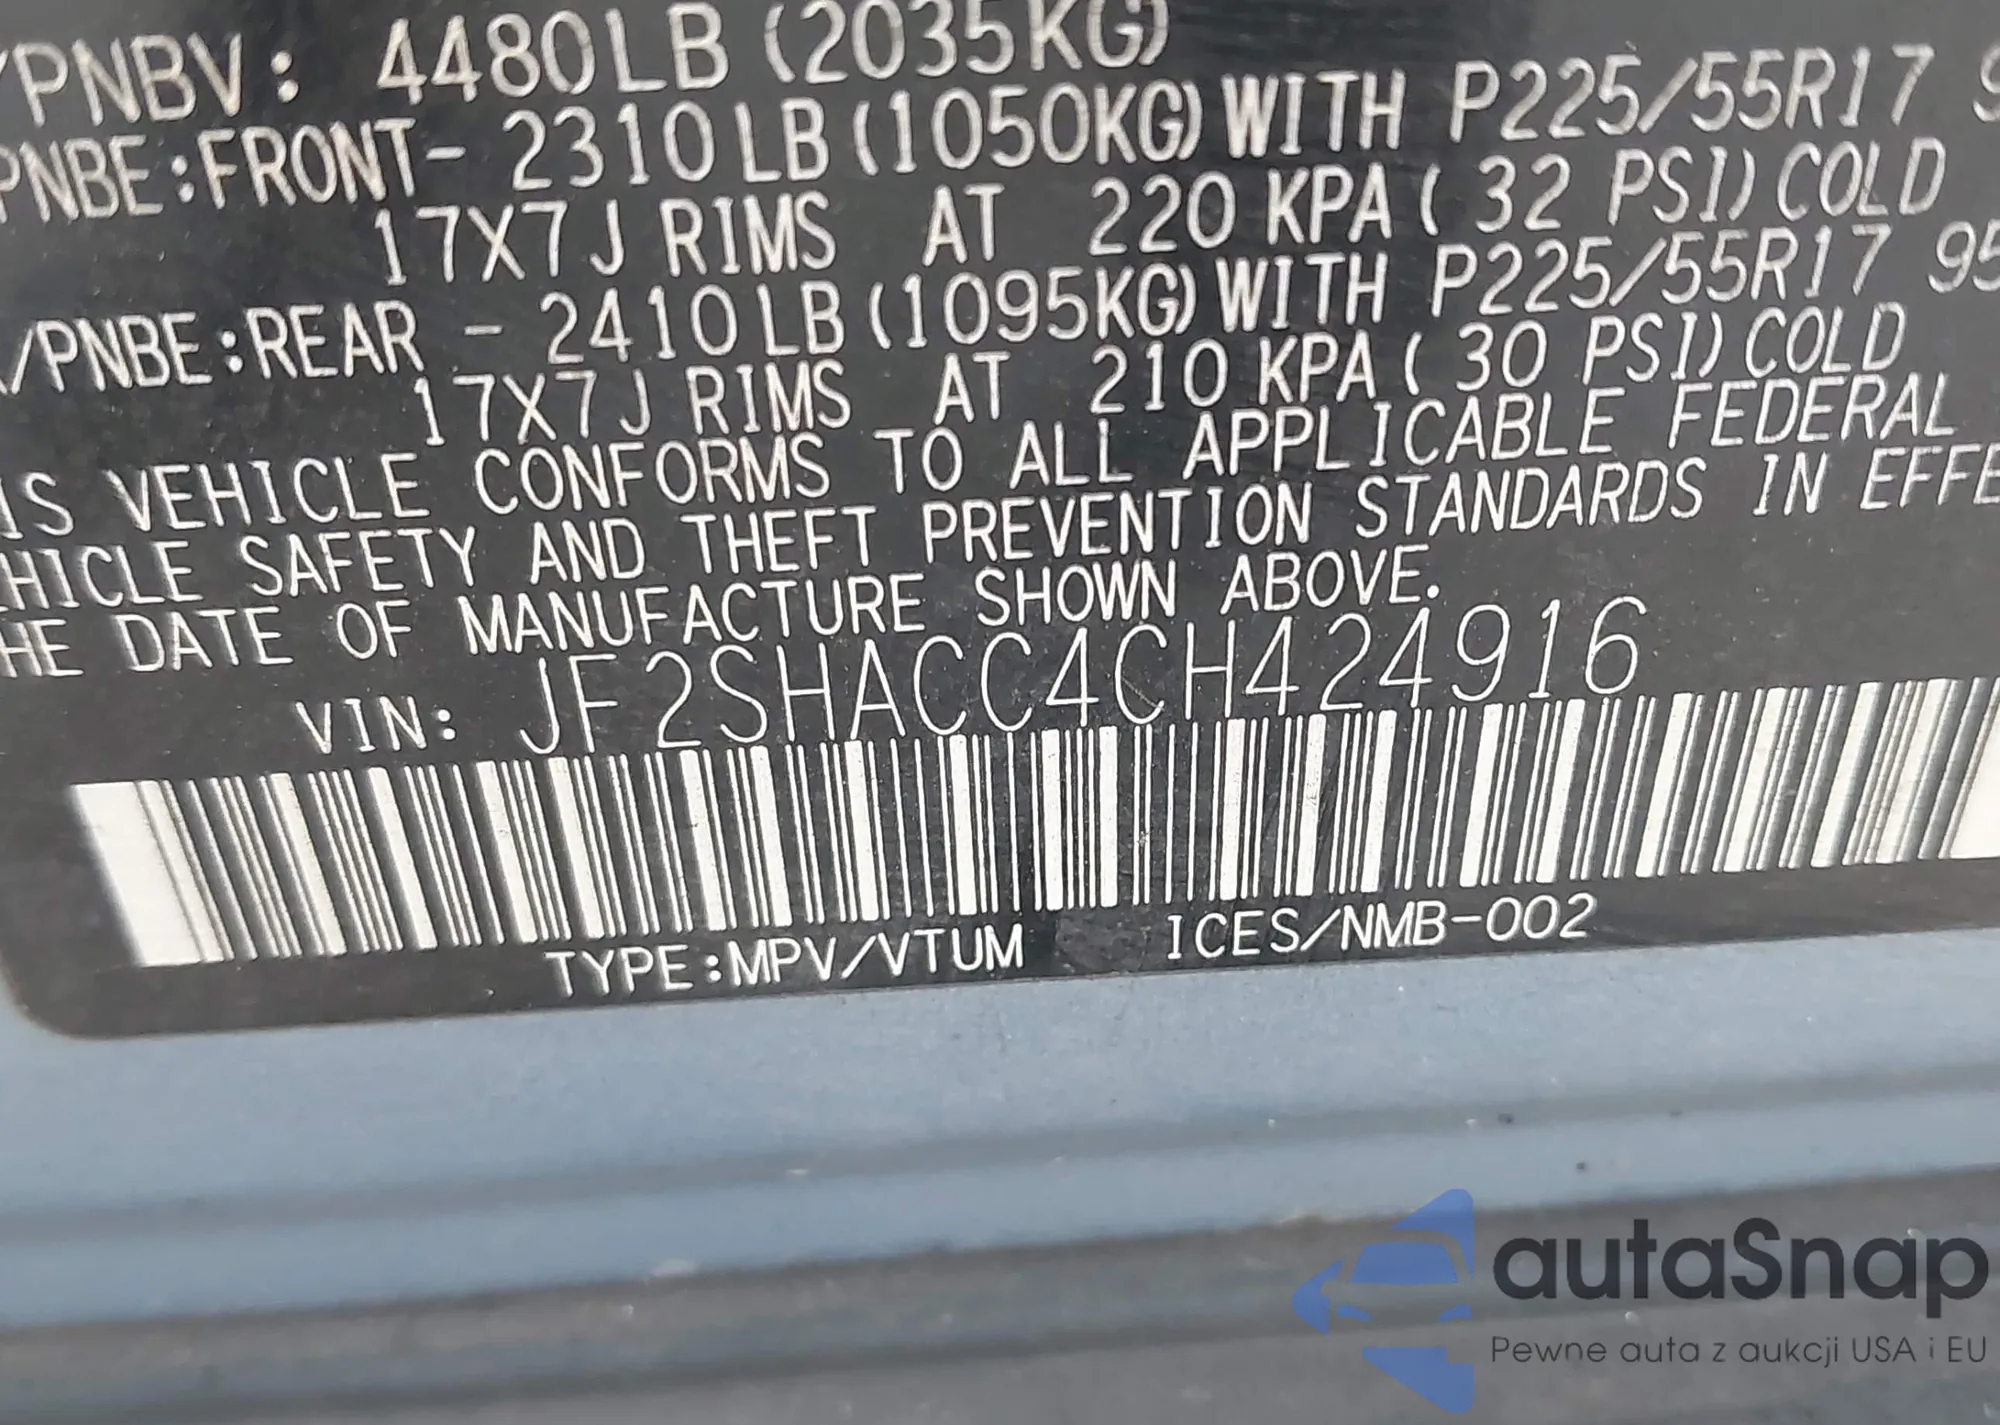 /PNBV: 4480LB (2035KG)
PNBE:FRONT- 2310LB(1050KG)WITH P225/55R17 9
17X7J RIMS AT 220 KPA( 32 PSI)COLD
/PNBE:REAR - 2410LB(1095KG)WITH P225/55R17 95
17X7J RIMS AT 210 KPA( 30 PSI)COLD
IS VEHICLE CONFORMS TO ALL APPLICABLE FEDERAL
HICLE SAFETY AND THEFT PREVENTION STANDARDS IN EFFE
HE DATE OF MANUFACTURE SHOWN ABOVE.
VIN: JF2SHACC4CH424916
TYPE:MPV/VTUM ICES/NMB-002
autaSnap
Pewne auta z aukcji USA i EU